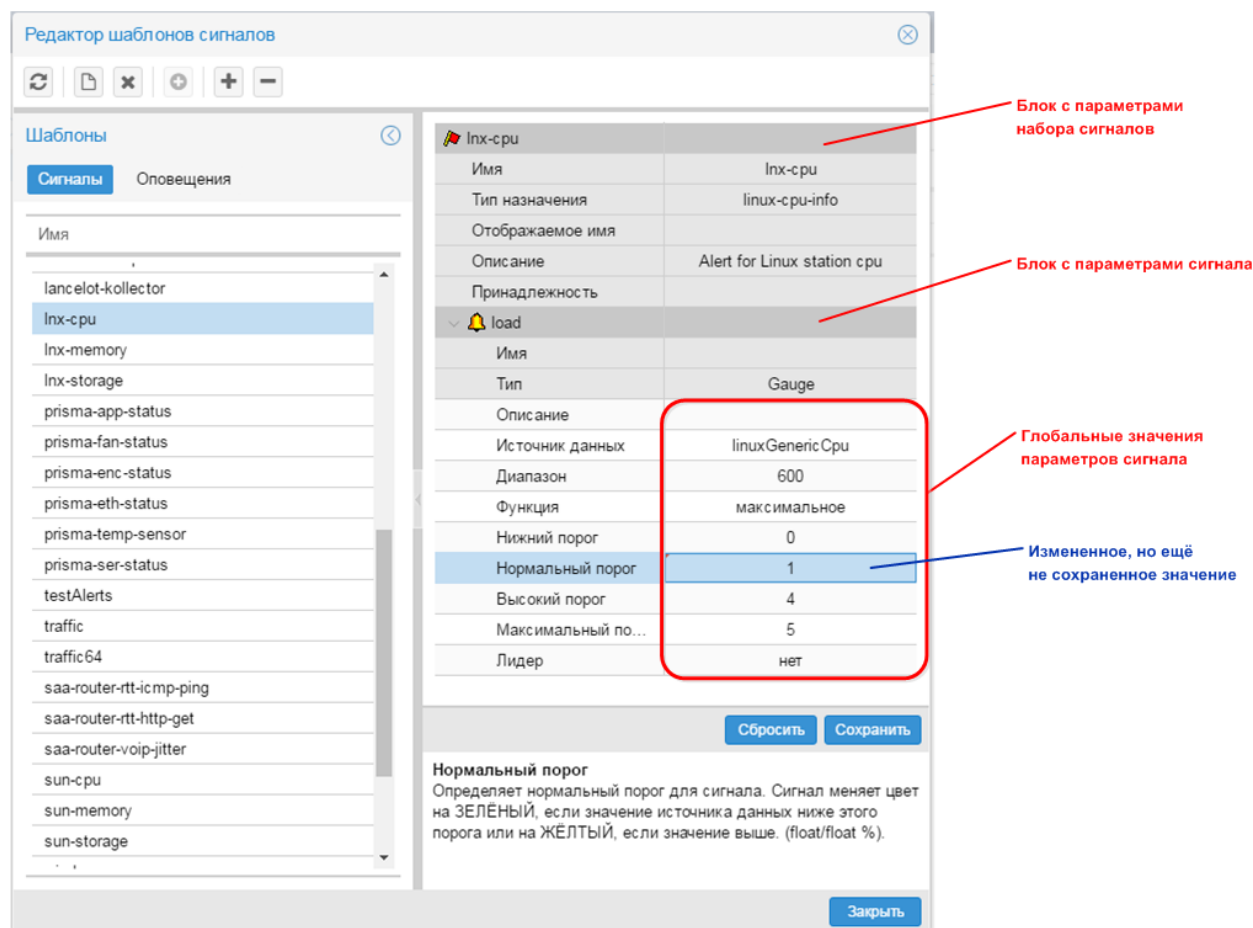 Редактор шаблонов сигналов
Шаблоны
Сигналы Оповещения
Имя
lancelot-kollector
lnx-cpu
lnx-memory
lnx-storage
prisma-app-status
prisma-fan-status
prisma-enc-status
prisma-eth-status
prisma-temp-sensor
prisma-ser-status
testAlerts
traffic
traffic64
saa-router-rtt-icmp-ping
saa-router-rtt-http-get
saa-router-voip-jitter
sun-cpu
sun-memory
sun-storage
lnx-cpu
Имя lnx-cpu
Тип назначения linux-cpu-info
Отображаемое имя
Описание Alert for Linux station cpu
Принадлежность
load
Имя
Тип Gauge
Описание
Источник данных linuxGenericCpu
Диапазон 600
Функция максимальное
Нижний порог 0
Нормальный порог 1
Высокий порог 4
Максимальный по... 5
Лидер нет
Сбросить Сохранить
Нормальный порог
Определяет нормальный порог для сигнала. Сигнал меняет цвет
на ЗЕЛЁНЫЙ, если значение источника данных ниже этого
порога или на ЖЁЛТЫЙ, если значение выше. (float/float %).
Закрыть
Блок с параметрами
набора сигналов
Блок с параметрами сигнала
Глобальные значения
параметров сигнала
Измененное, но ещё
не сохраненное значение